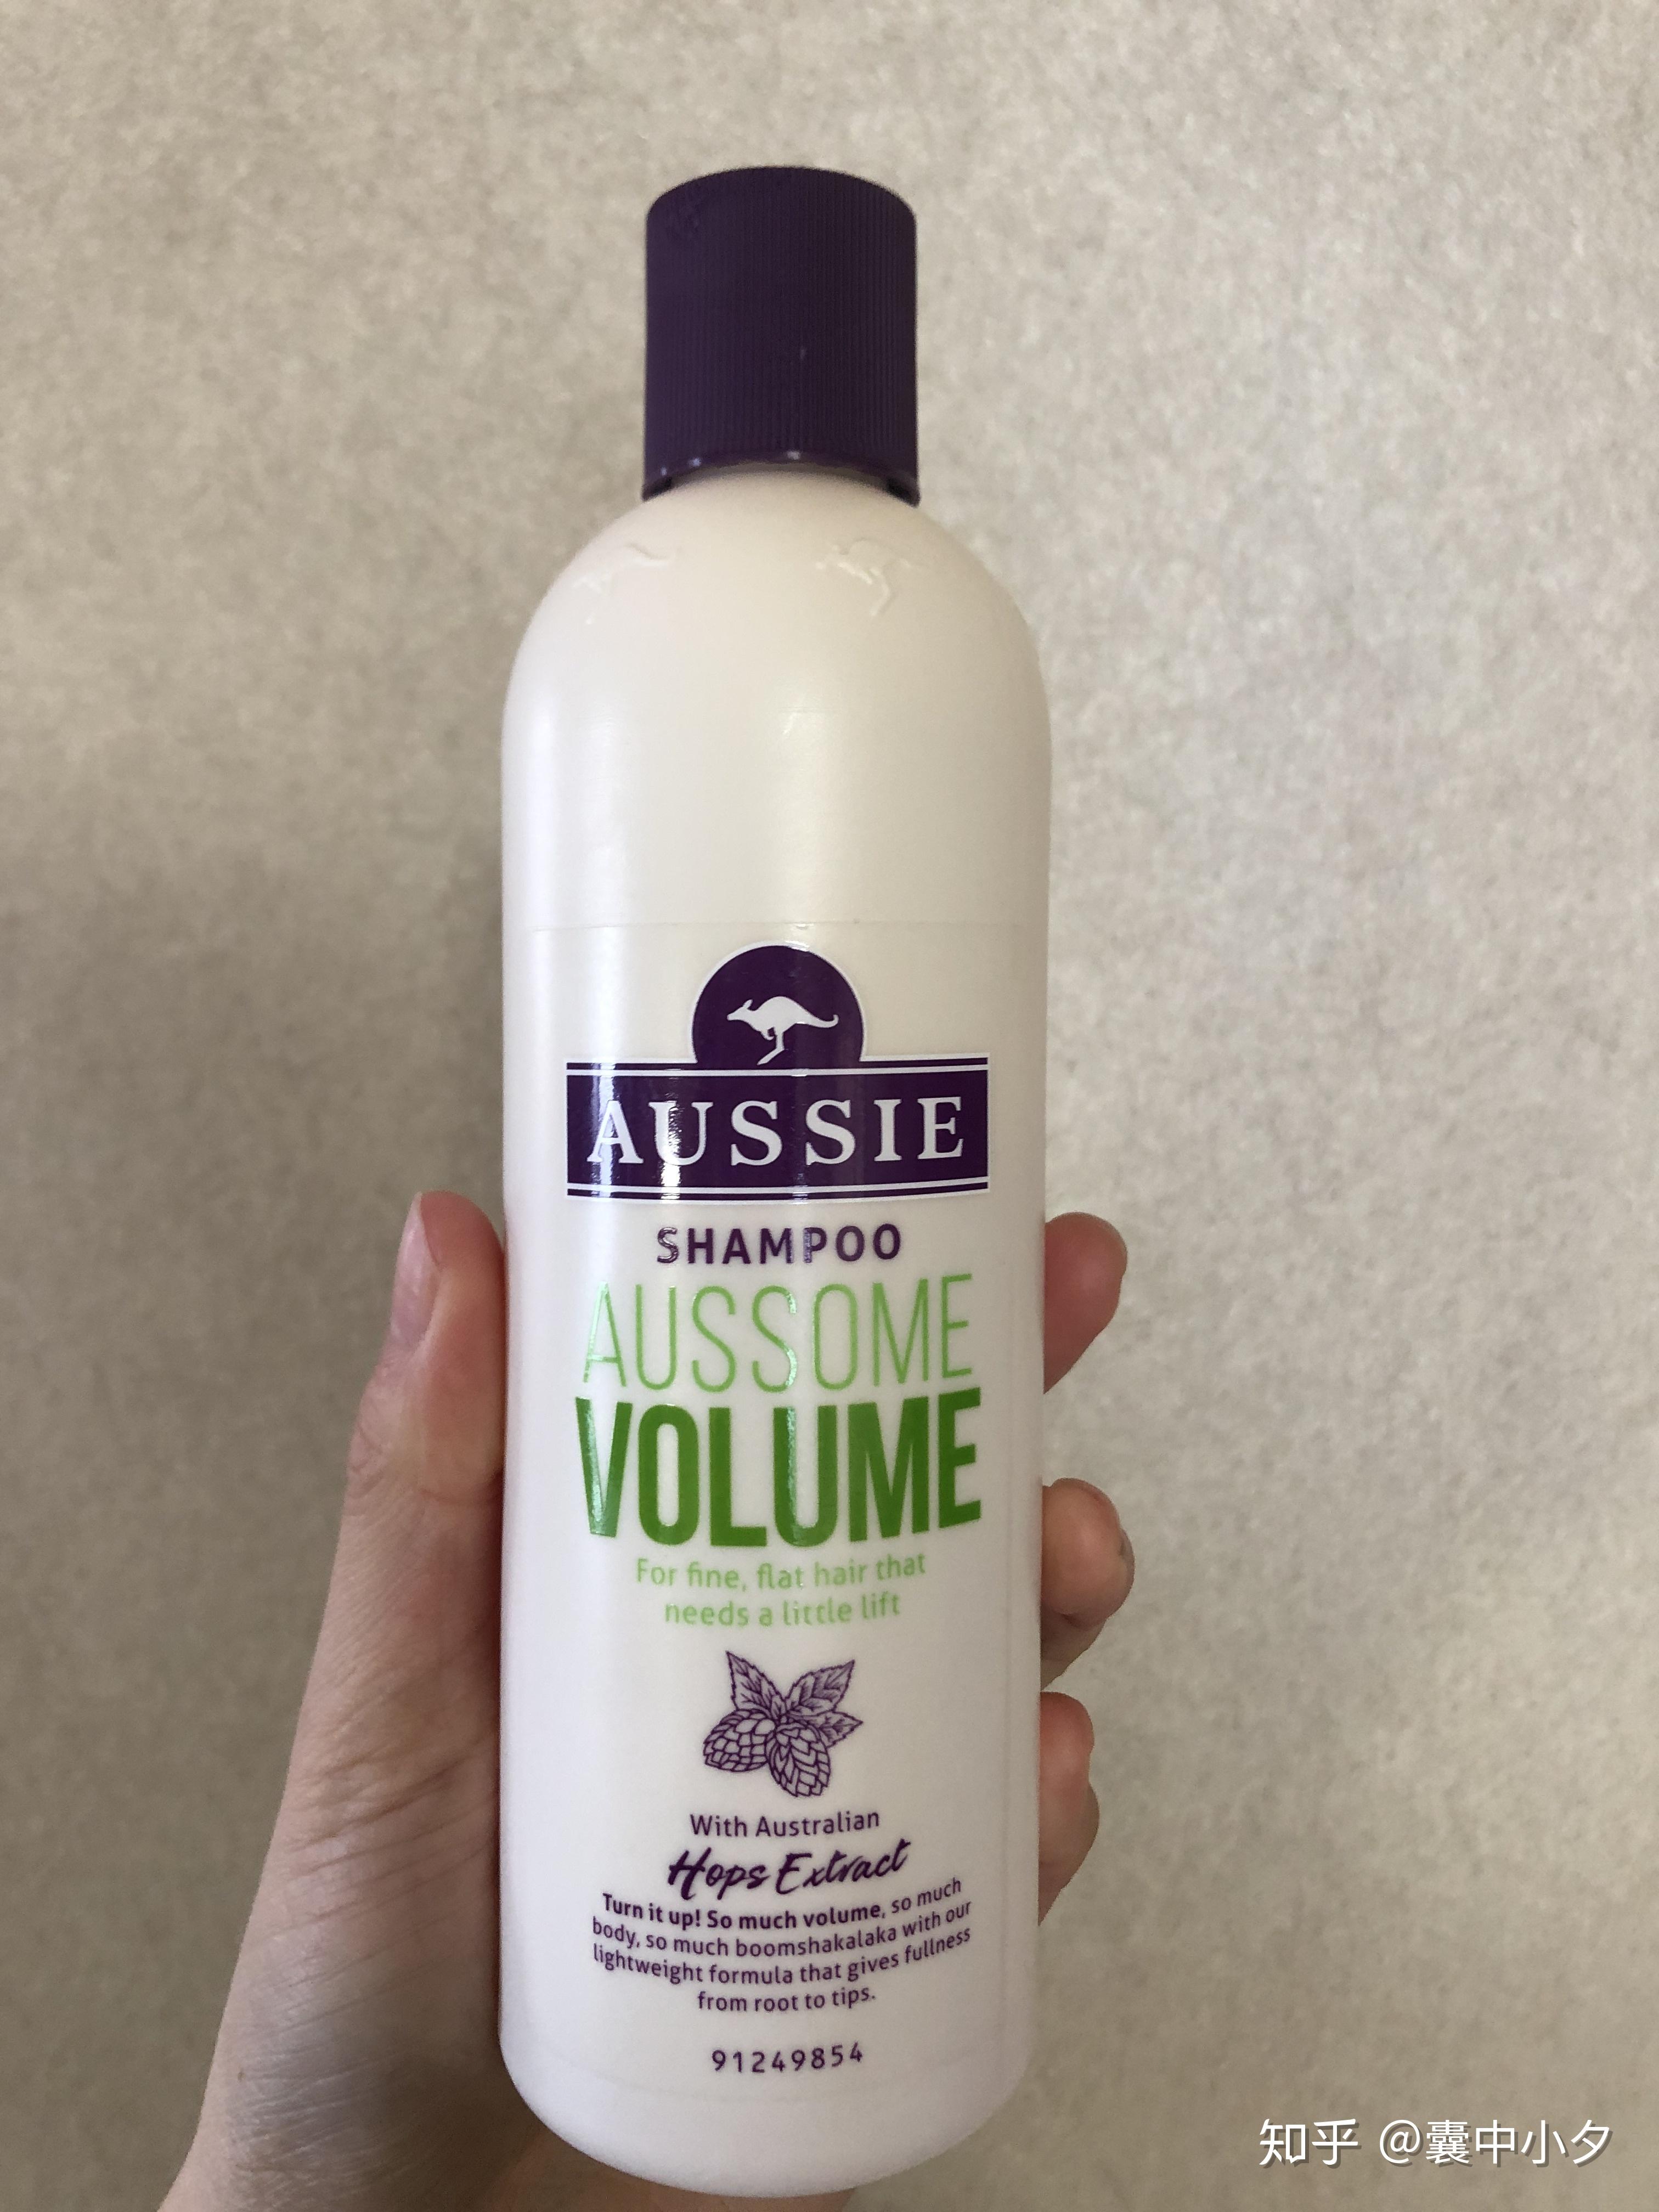 AUSSIE
SHAMPOO
AUSSOME
VOLUME
For fine, flat hair that
needs a little lift
With Australian
Hops Extract
Turn it up! So much volume, so much
body, so much boomshakalaka with our
lightweight formula that gives fullness
from root to tips.
91249854
知乎 @囊中小夕